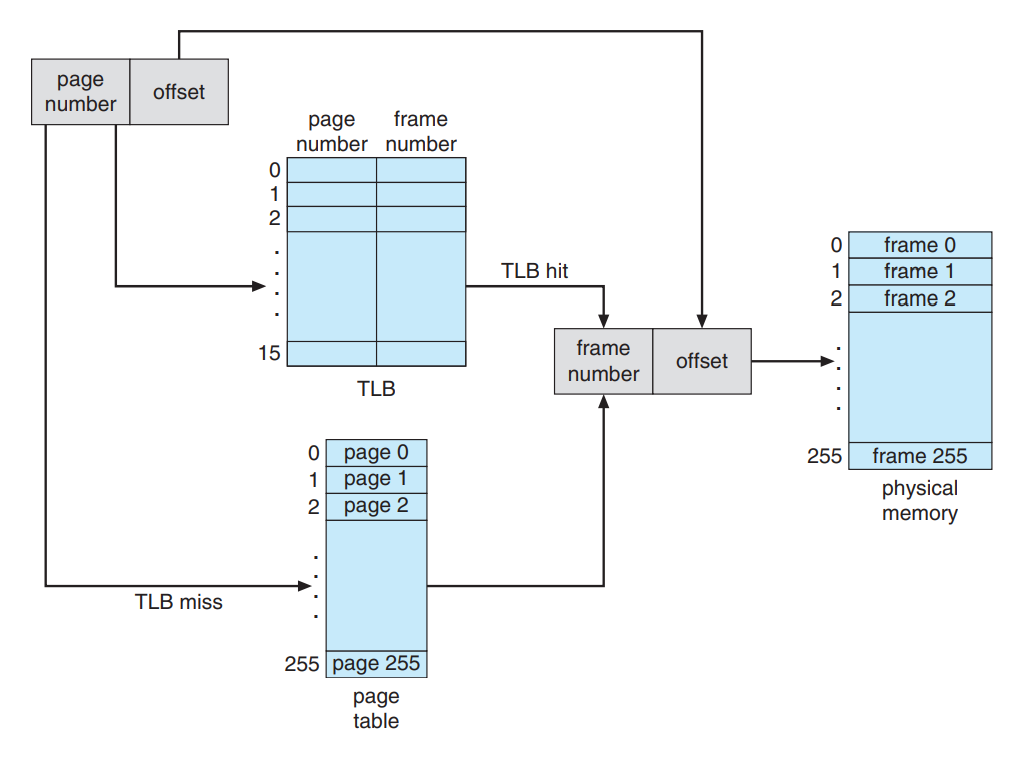 page
number
offset
page
number
frame
number
0
1
2
.
.
.
.
15
TLB
TLB hit
frame
number
offset
0 frame 0
1 frame 1
2 frame 2
.
.
.
.
255 frame 255
physical
memory
0 page 0
1 page 1
2 page 2
.
.
.
.
TLB miss
255 page 255
page
table